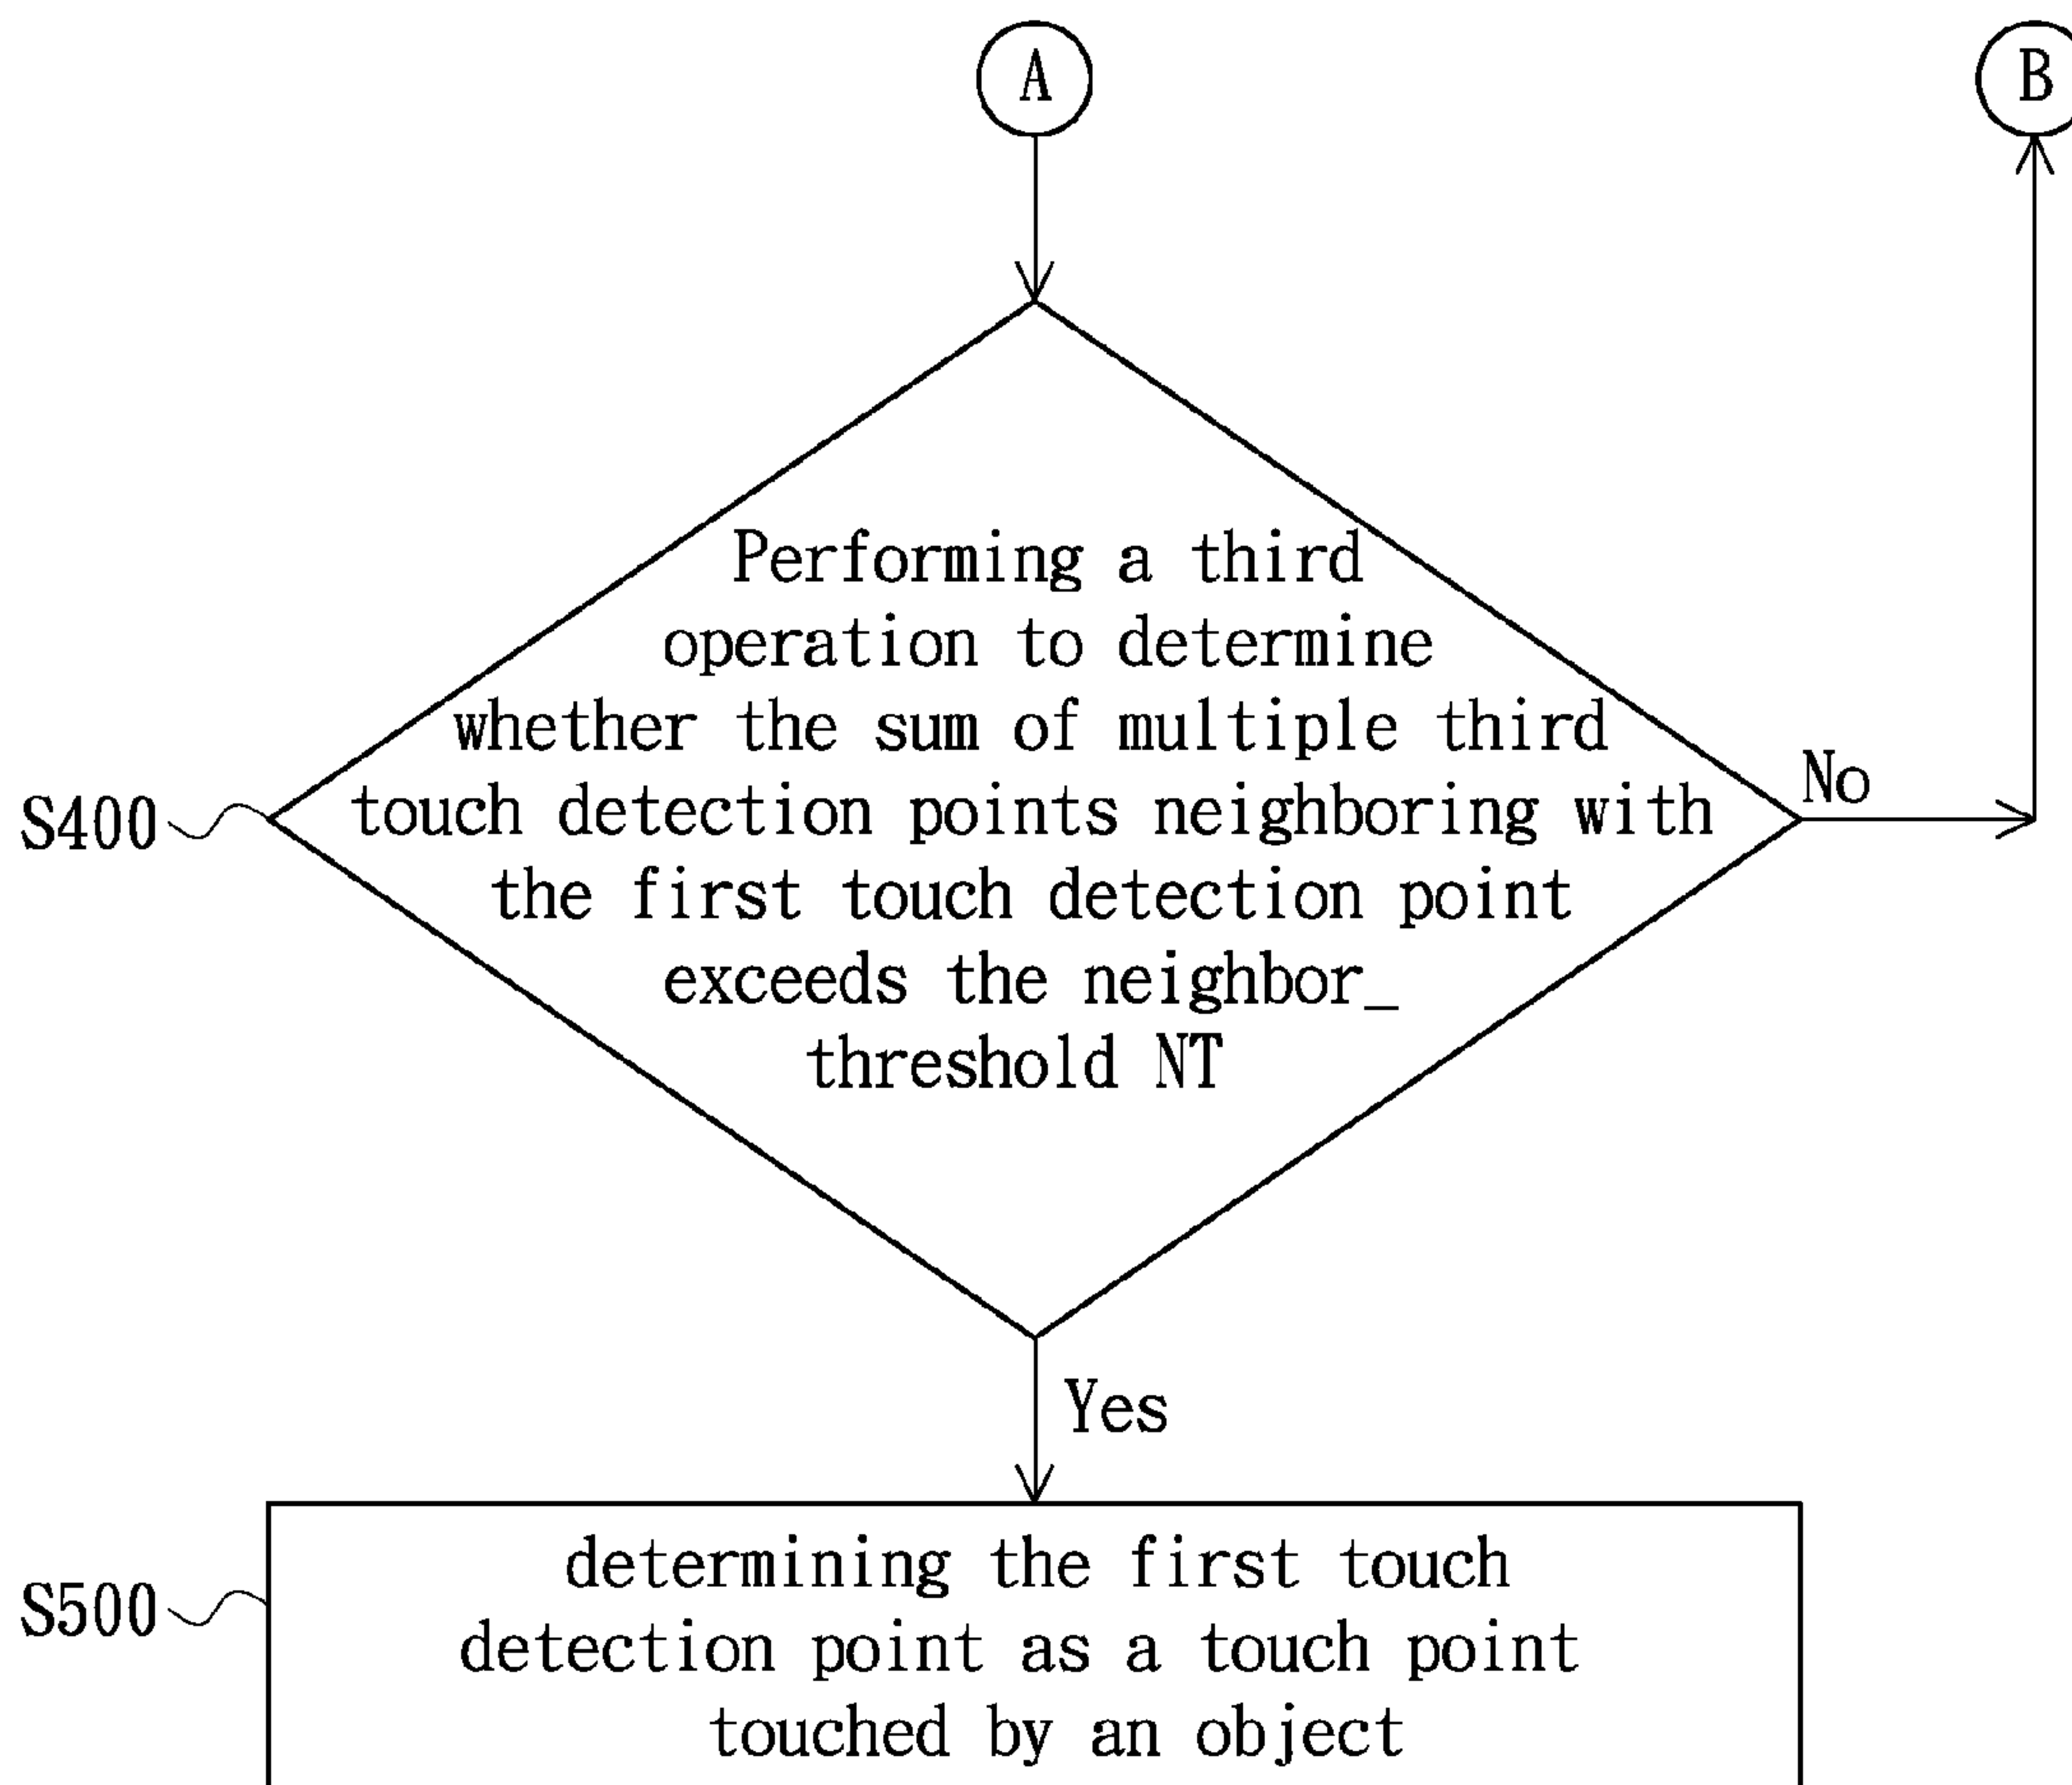 A
B
Performing a third
operation to determine
whether the sum of multiple third
touch detection points neighboring with
the first touch detection point
exceeds the neighbor_
threshold NT
S400
No
Yes
S500
determining the first touch
detection point as a touch point
touched by an object